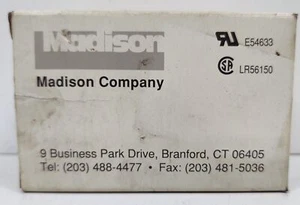 Madison
E54633
LR56150
Madison Company
9 Business Park Drive, Branford, CT 06405
Tel: (203) 488-4477 • Fax: (203) 481-5036